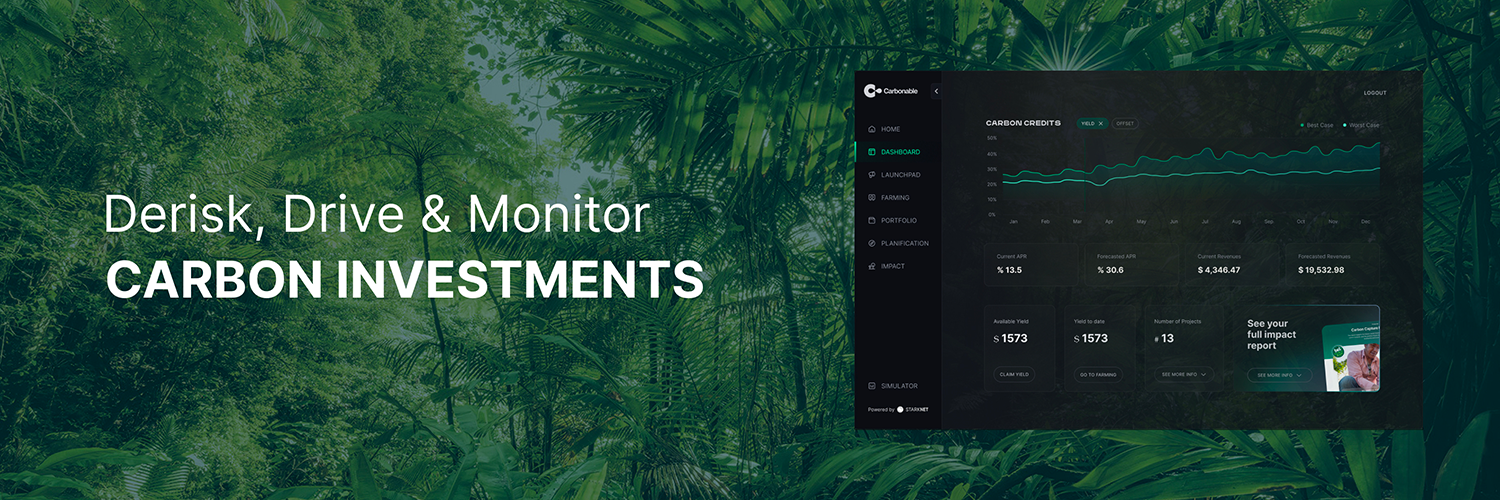 Derisk, Drive & Monitor
CARBON INVESTMENTS
Carbonable
LOGOUT
HOME
DASHBOARD
LAUNCHPAD
FARMING
PORTFOLIO
PLANIFICATION
IMPACT
SIMULATOR
Powered by STARKNET
CARBON CREDITS YIELD X OFFSET
Best Case Worst Case
50%
40%
30%
20%
10%
0%
Jan Feb Mar Apr May Jun Jul Aug Sep Oct Nov Dec
Current APR Forecasted APR Current Revenues Forecasted Revenues
% 13.5 % 30.6 $ 4,346.47 $ 19,532.98
Available Yield Yield to date Number of Projects
$ 1573 $ 1573 # 13
CLAIM YIELD GO TO FARMING SEE MORE INFO
See your
full impact
report
SEE MORE INFO
Carbon Capture